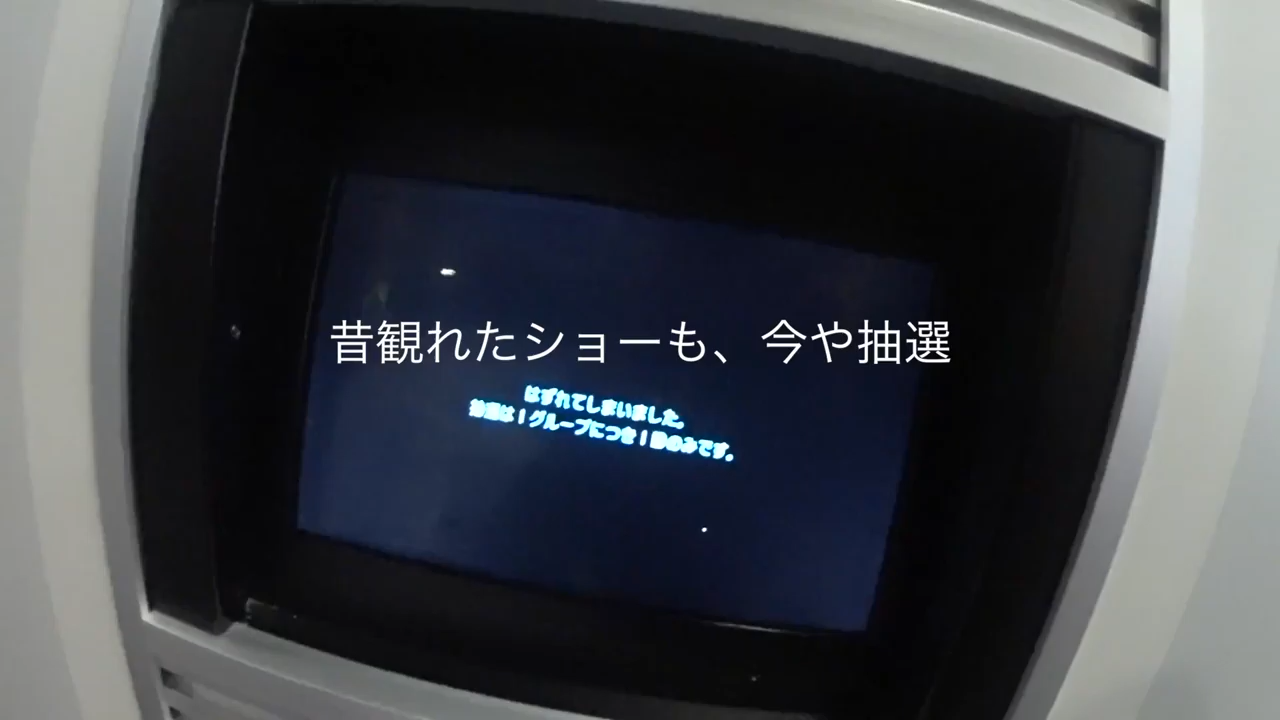 昔観れたショーも、今や抽選
はずれてしまいました。
抽選は1グループにつき1回のみです。